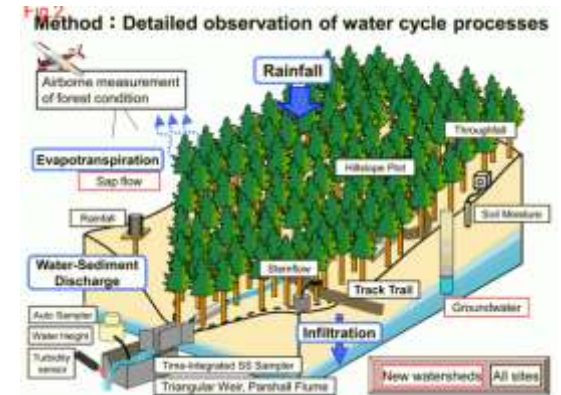 Fig 2
Method : Detailed observation of water cycle processes
Airborne measurement
of forest condition
Rainfall
Throughfall
Evapotranspiration
Sap flow
Hillslope Plot
Rainfall
Soil Moisture
Water-Sediment
Discharge
Stemflow
Track Trail
Groundwater
Auto Sampler
Water Height
Infiltration
Turbidity
sensor
Time-Integrated SS Sampler
Triangular Weir, Parshall Flume
New watersheds
All sites